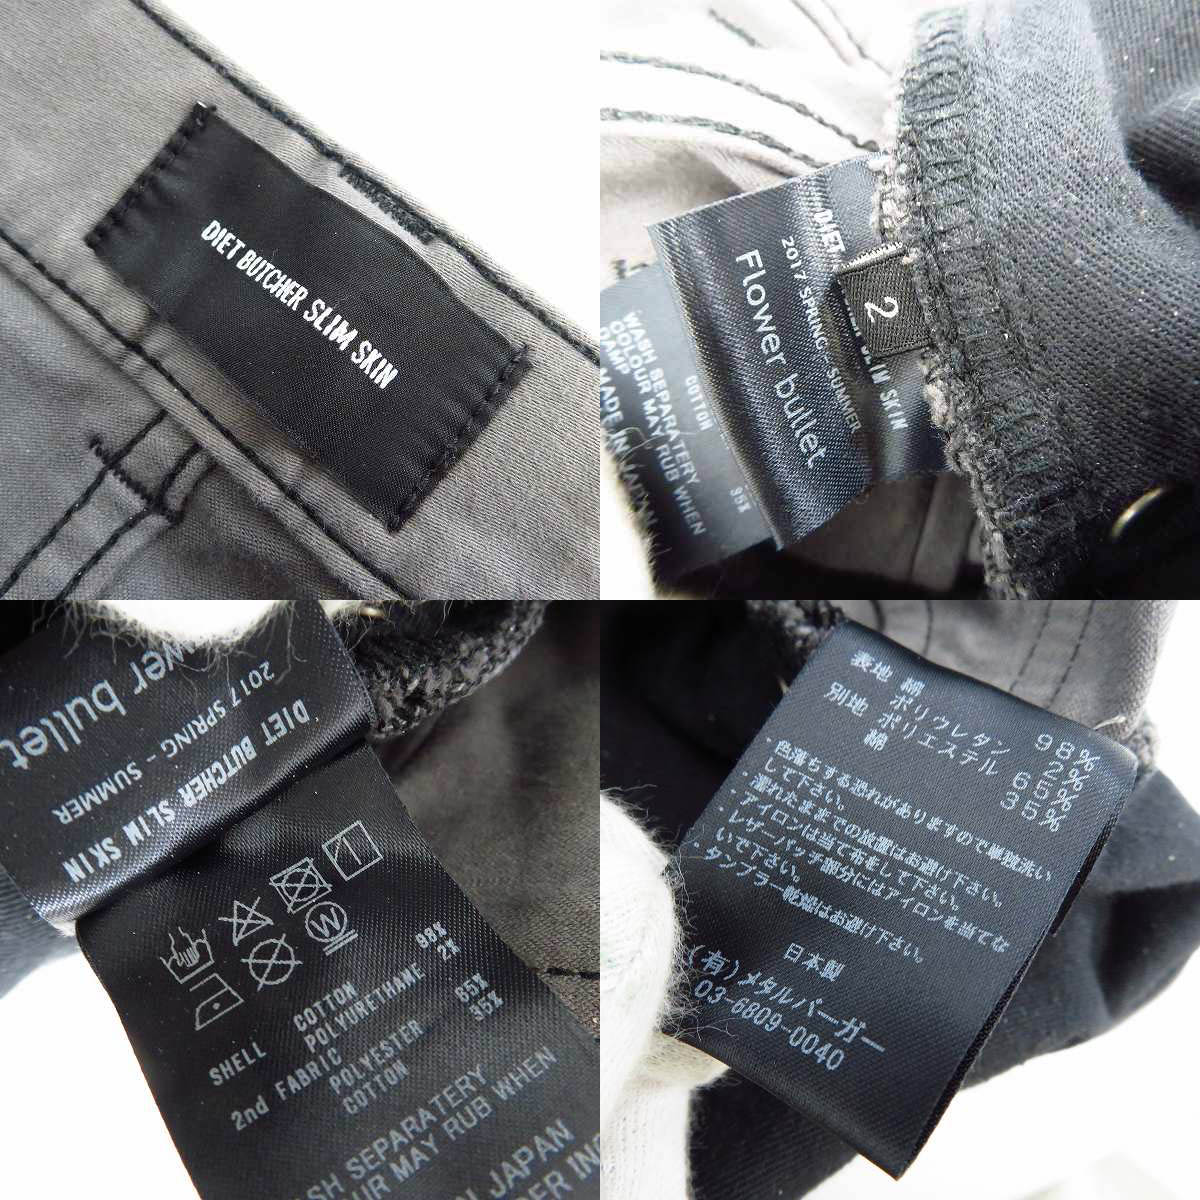 DIET BUTCHER SLIM SKIN
DIET
SLIM SKIN
2017 SPRING - SUMMER
Flower bullet
2
COTTON 35%
WASH SEPARATERY
COLOUR MAY RUB WHEN
DAMP
MADE IN
wer bullet
2017 SPRING - SUMMER
DIET BUTCHER SLIM SKIN
SHELL COTTON 98%
POLYURETHANE 2%
2nd FABRIC POLYESTER 65%
COTTON 35%
SH SEPARATERY
UR MAY RUB WHEN
N JAPAN
表地 綿 98%
ポリウレタン 2%
別地 ポリエステル 65%
綿 35%
・色落ちする恐れがありますので単独洗い
して下さい。
・濡れたままでの放置はお避け下さい。
・アイロンは当て布をして下さい。
レザーパッチ部分にはアイロンを当てな
いで下さい。
・タンブラー乾燥はお避け下さい。
日本製
(有)メタルバーガー
03-6809-0040